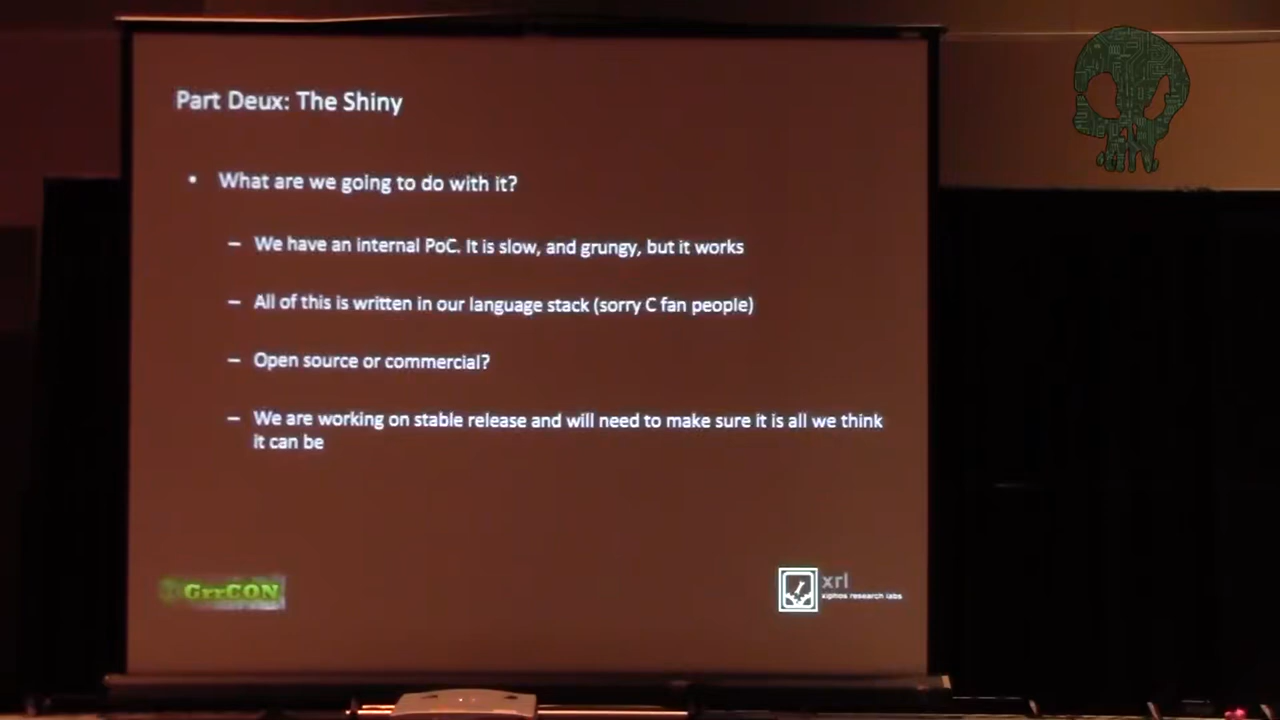 Part Deux: The Shiny
• What are we going to do with it?
– We have an internal PoC. It is slow, and grungy, but it works
– All of this is written in our language stack (sorry C fan people)
– Open source or commercial?
– We are working on stable release and will need to make sure it is all we think
it can be
GrrCON
xrl
xiphos research labs